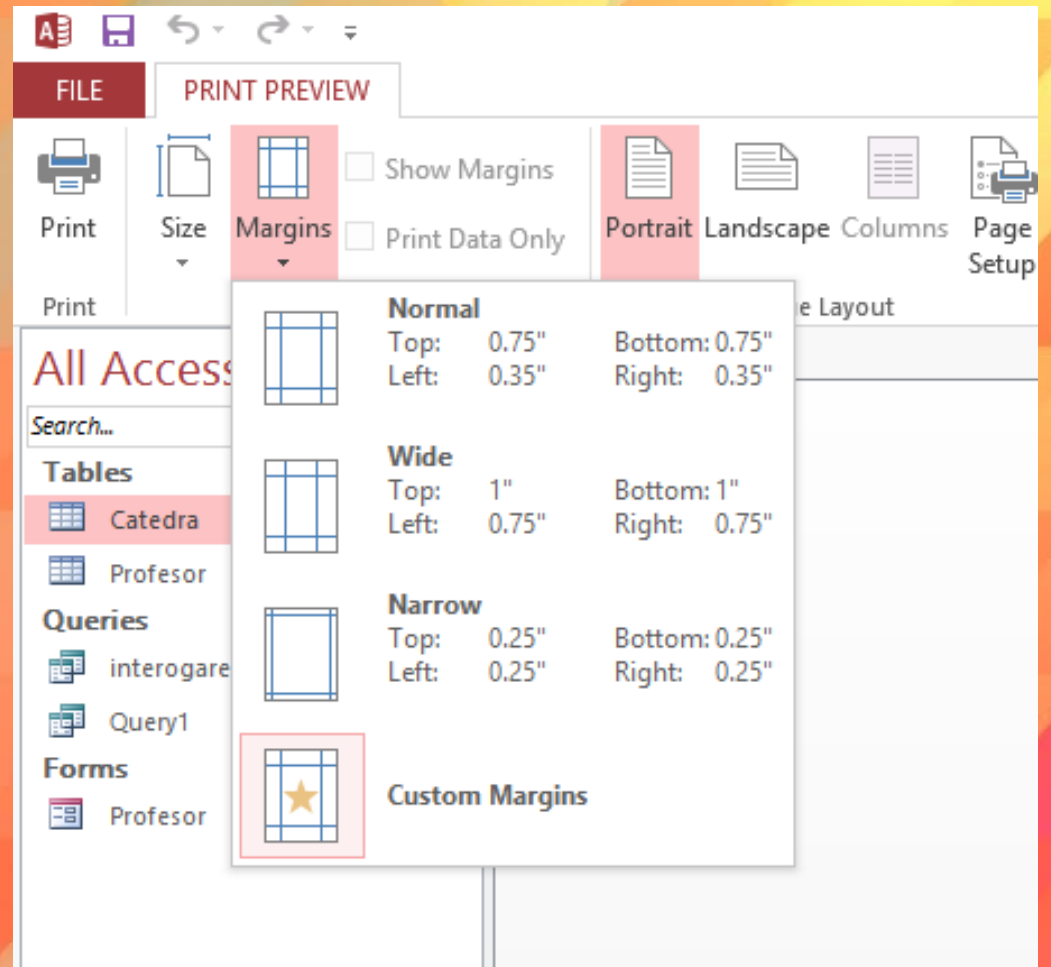 FILE PRINT PREVIEW
Show Margins
Print Data Only
Print Size Margins Portrait Landscape Columns Page Setup
Print e Layout
Normal
Top: 0.75" Bottom: 0.75"
Left: 0.35" Right: 0.35"
Wide
Top: 1" Bottom: 1"
Left: 0.75" Right: 0.75"
Narrow
Top: 0.25" Bottom: 0.25"
Left: 0.25" Right: 0.25"
Custom Margins
All Access
Search...
Tables
Catedra
Profesor
Queries
interogare
Query1
Forms
Profesor